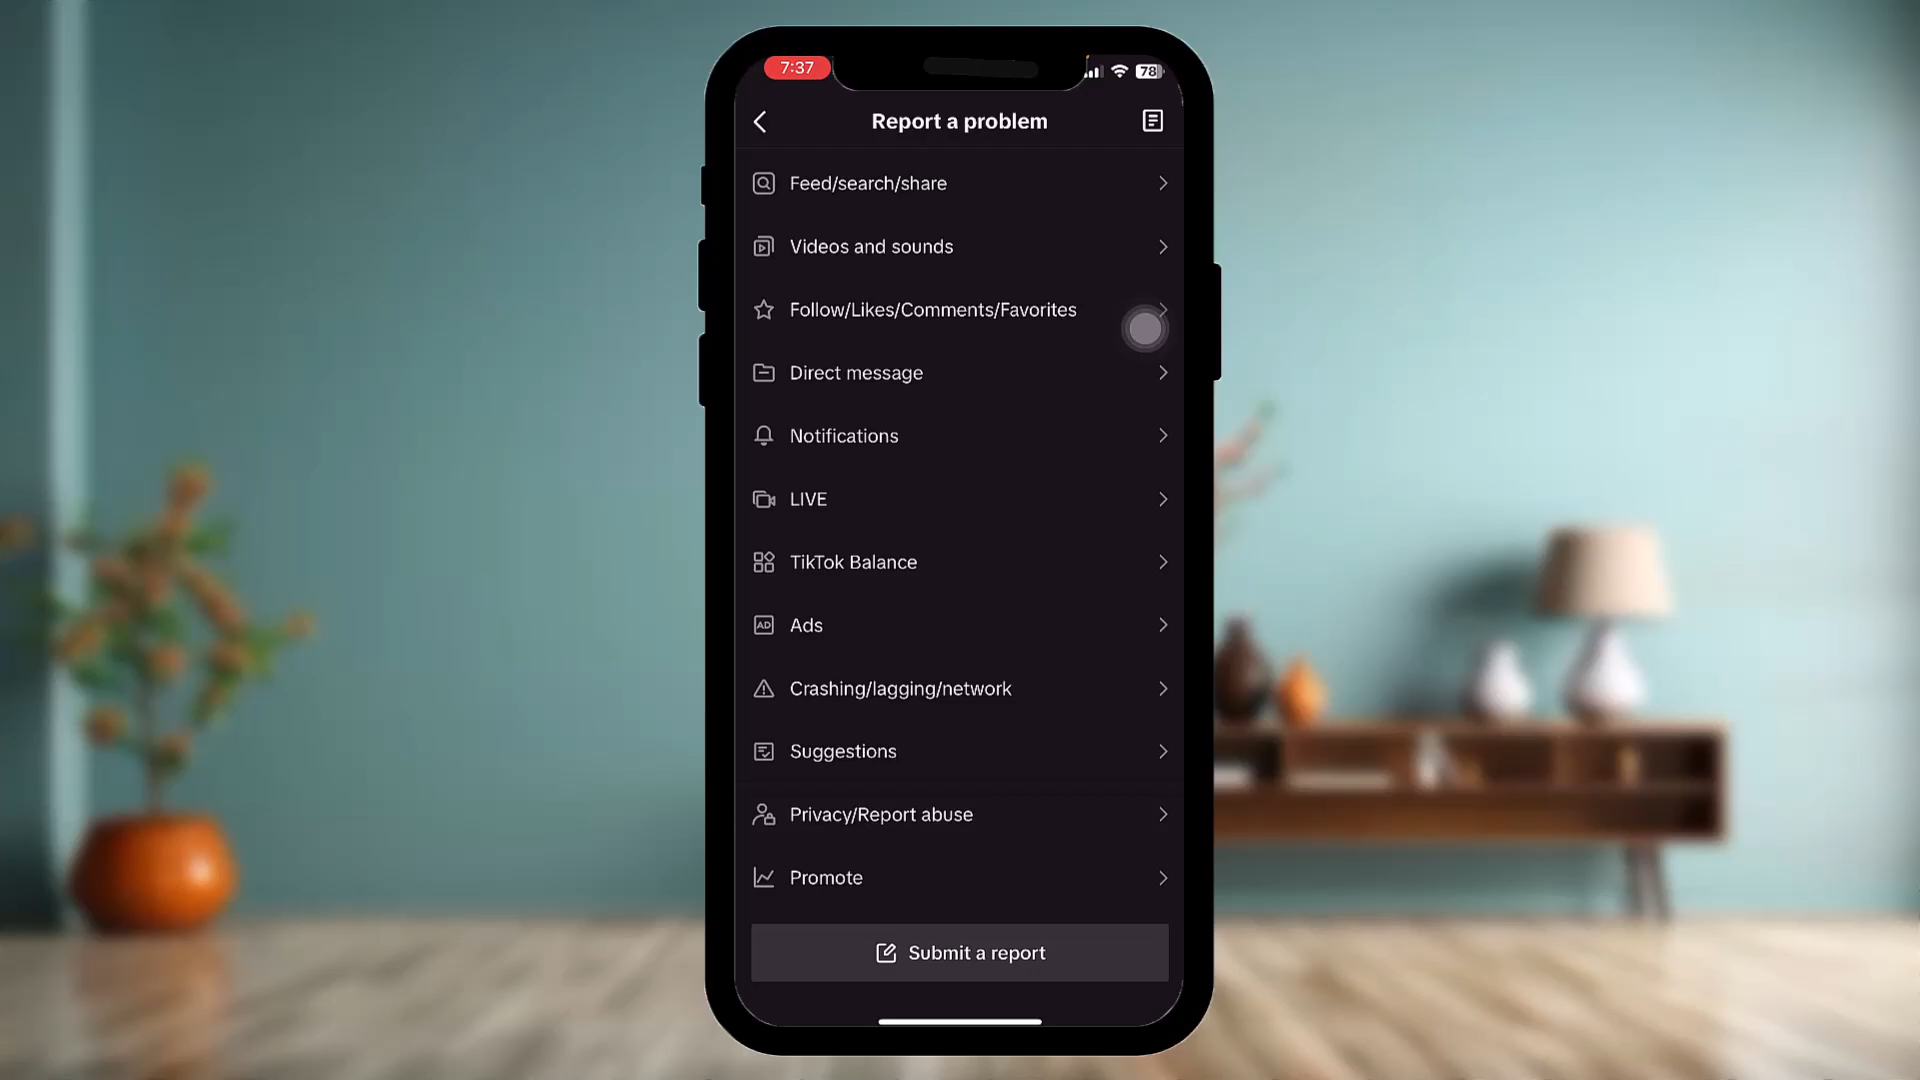 7:37
78
Report a problem
Feed/search/share
Videos and sounds
Follow/Likes/Comments/Favorites
Direct message
Notifications
LIVE
TikTok Balance
AD
Ads
Crashing/lagging/network
Suggestions
Privacy/Report abuse
Promote
Submit a report